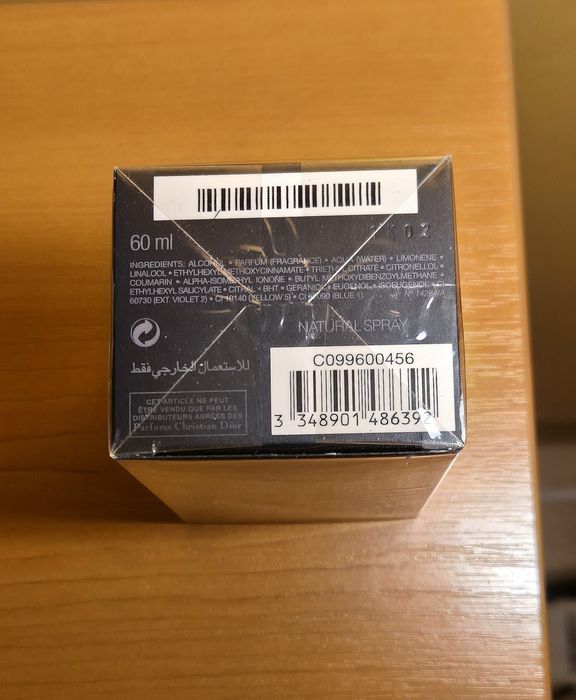 60 ml
INGREDIENTS: ALCOHOL • PARFUM (FRAGRANCE) • AQUA (WATER) • LIMONENE •
LINALOOL • ETHYLHEXYL METHOXYCINNAMATE • TRIETHYL CITRATE • CITRONELLOL •
COUMARIN • ALPHA-ISOMETHYL IONONE • BUTYL METHOXYDIBENZOYLMETHANE •
ETHYLHEXYL SALICYLATE • CITRAL • BHT • GERANIOL • EUGENOL • ISOEUGENOL • CI
60730 (EXT. VIOLET 2) • CI 19140 (YELLOW 5) • CI 42090 (BLUE 1).
NATURAL SPRAY
للاستعمال الخارجي فقط
C099600456
3 348901 486392
CET ARTICLE NE PEUT
ÊTRE VENDU QUE PAR LES
DISTRIBUTEURS AGRÉÉS DES
Parfums Christian Dior